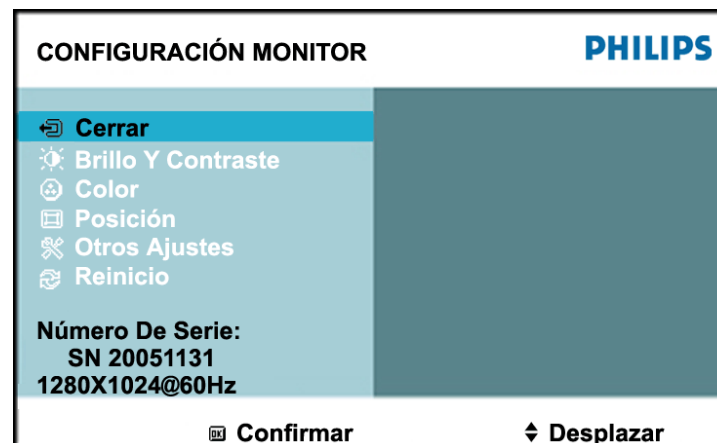 CONFIGURACIÓN MONITOR PHILIPS
Cerrar
Brillo Y Contraste
Color
Posición
Otros Ajustes
Reinicio
Número De Serie:
SN 20051131
1280X1024@60Hz
OK Confirmar Desplazar